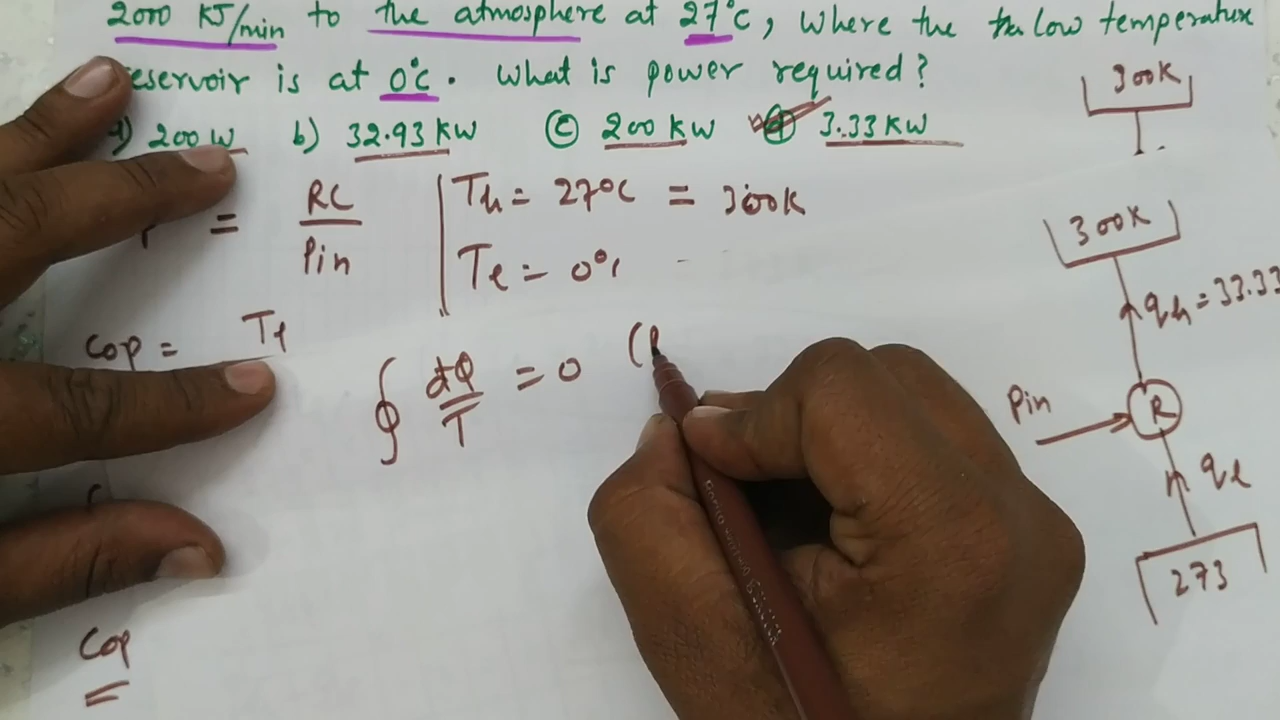 2000 KJ/min to the atmosphere at 27°C, where the low temperature
reservoir is at 0°C. What is power required?
a) 200W b) 32.93 KW c) 200 KW d) 3.33 KW
= RC / Pin
Th = 27°C = 300K
Tl = 0°C
COP = Tl
∮ dQ/T = 0 (
Cop
300K
300K
qh = 33.33
Pin
R
ql
273